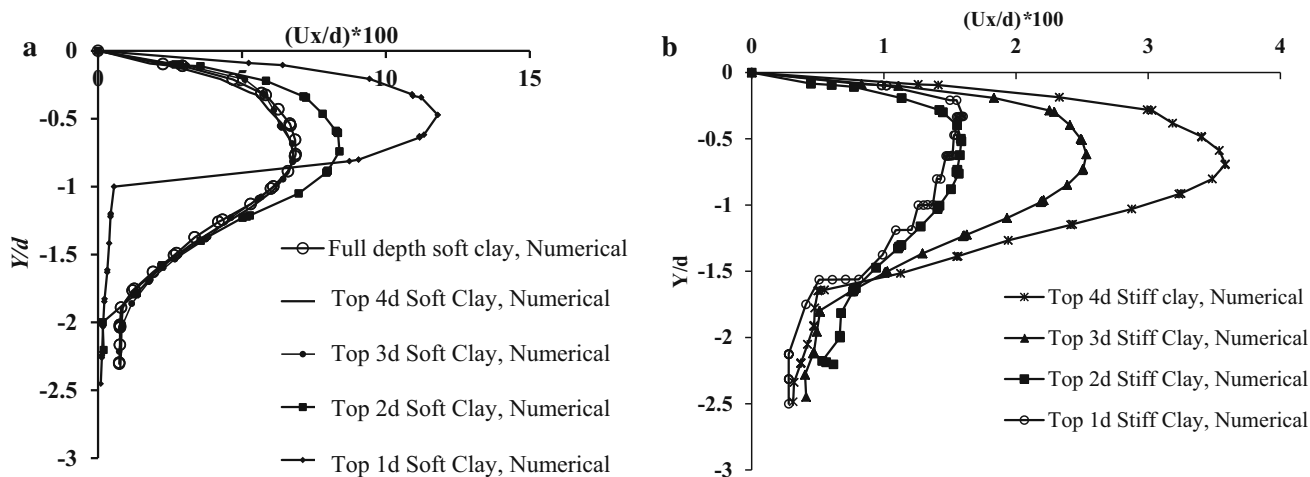 a
(Ux/d)*100
0
5
10
15
0
-0.5
-1
-1.5
-2
-2.5
-3
Y/d
Full depth soft clay, Numerical
Top 4d Soft Clay, Numerical
Top 3d Soft Clay, Numerical
Top 2d Soft Clay, Numerical
Top 1d Soft Clay, Numerical
b
(Ux/d)*100
0
1
2
3
4
0
-0.5
-1
-1.5
-2
-2.5
-3
Y/d
Top 4d Stiff clay, Numerical
Top 3d Stiff Clay, Numerical
Top 2d Stiff Clay, Numerical
Top 1d Stiff Clay, Numerical